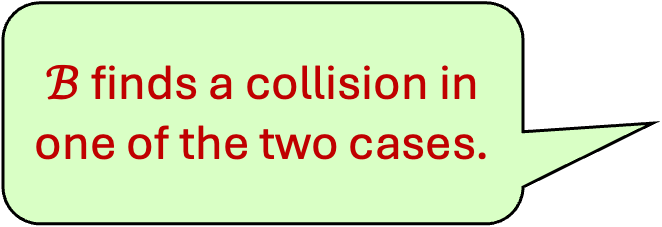 ℬ finds a collision in
one of the two cases.